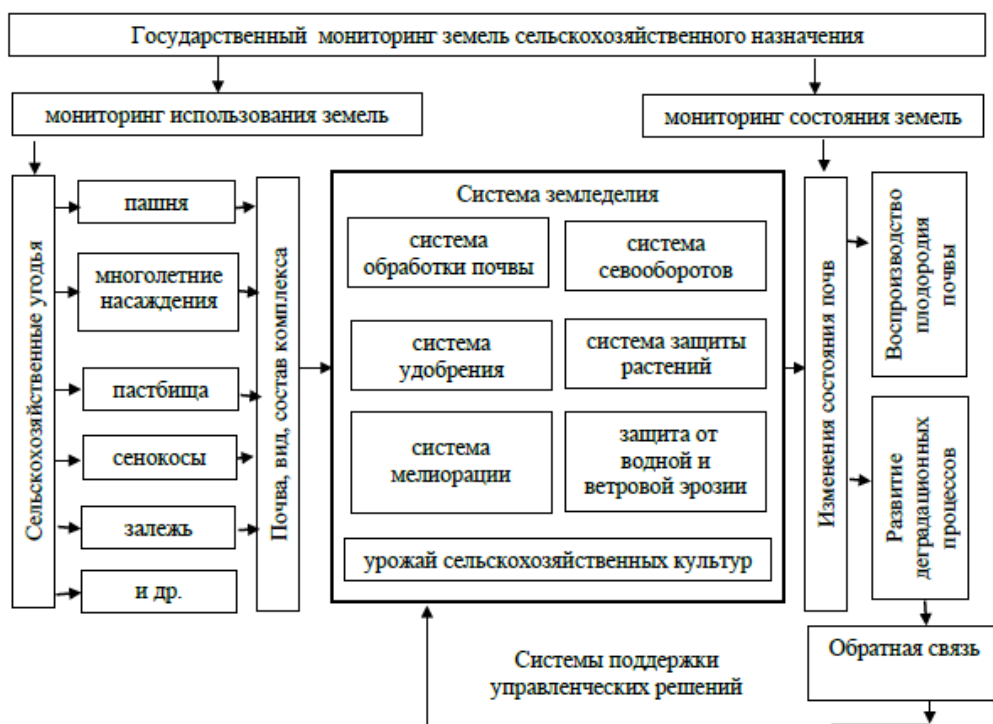 Государственный мониторинг земель сельскохозяйственного назначения
мониторинг использования земель
мониторинг состояния земель
Сельскохозяйственные угодья
пашня
многолетние
насаждения
пастбища
сенокосы
залежь
и др.
Почва, вид, состав комплекса
Система земледелия
система
обработки почвы
система
севооборотов
система
удобрения
система защиты
растений
система
мелиорации
защита от
водной и
ветровой эрозии
урожай сельскохозяйственных культур
Изменения состояния почв
Воспроизводство
плодородия
почвы
Развитие
деградационных
процессов
Обратная связь
Системы поддержки
управленческих решений